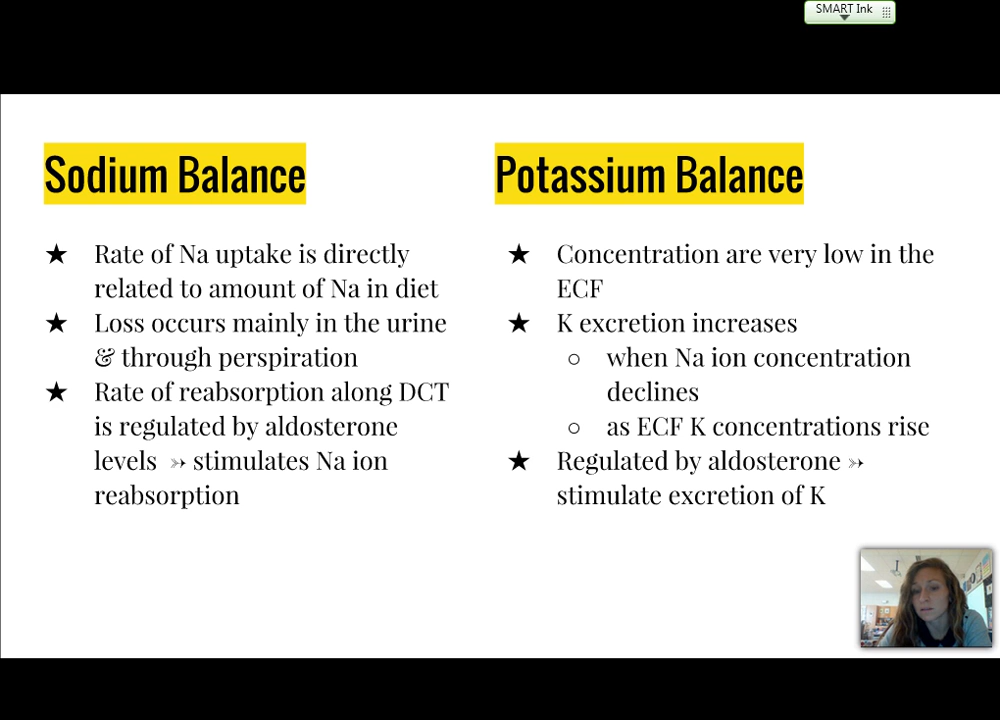 SMART Ink
Sodium Balance
★ Rate of Na uptake is directly
related to amount of Na in diet
★ Loss occurs mainly in the urine
& through perspiration
★ Rate of reabsorption along DCT
is regulated by aldosterone
levels ➳ stimulates Na ion
reabsorption
Potassium Balance
★ Concentration are very low in the
ECF
★ K excretion increases
○ when Na ion concentration
declines
○ as ECF K concentrations rise
★ Regulated by aldosterone ➳
stimulate excretion of K